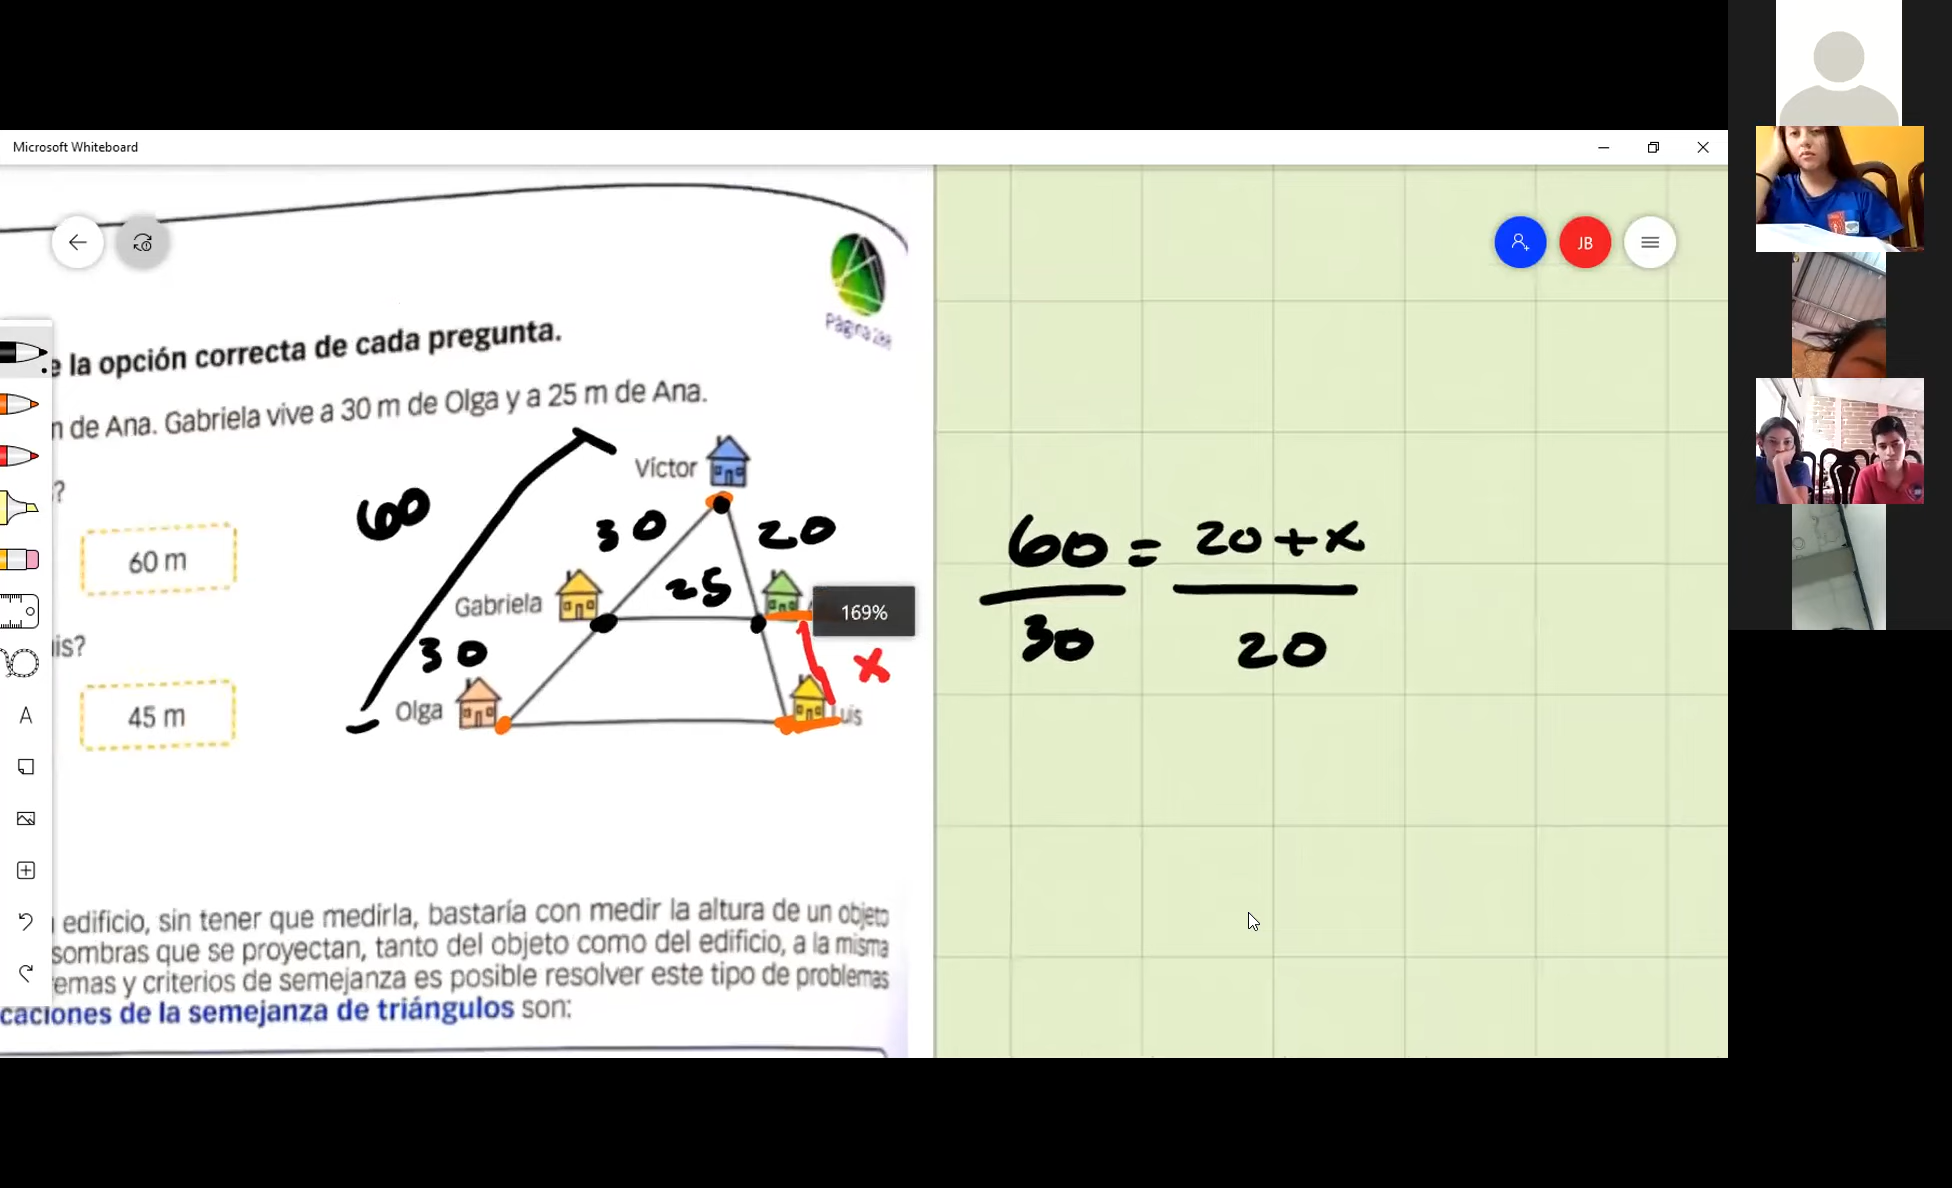 Microsoft Whiteboard
JB
Página 288
e la opción correcta de cada pregunta.
n de Ana. Gabriela vive a 30 m de Olga y a 25 m de Ana.
?
60 m
is?
45 m
Víctor
60
30
20
Gabriela
25
169%
30
x
Olga
Luis
60 = 20 + x
30 20
A
edificio, sin tener que medirla, bastaría con medir la altura de un objeto
sombras que se proyectan, tanto del objeto como del edificio, a la misma
emas y criterios de semejanza es posible resolver este tipo de problemas
caciones de la semejanza de triángulos son: